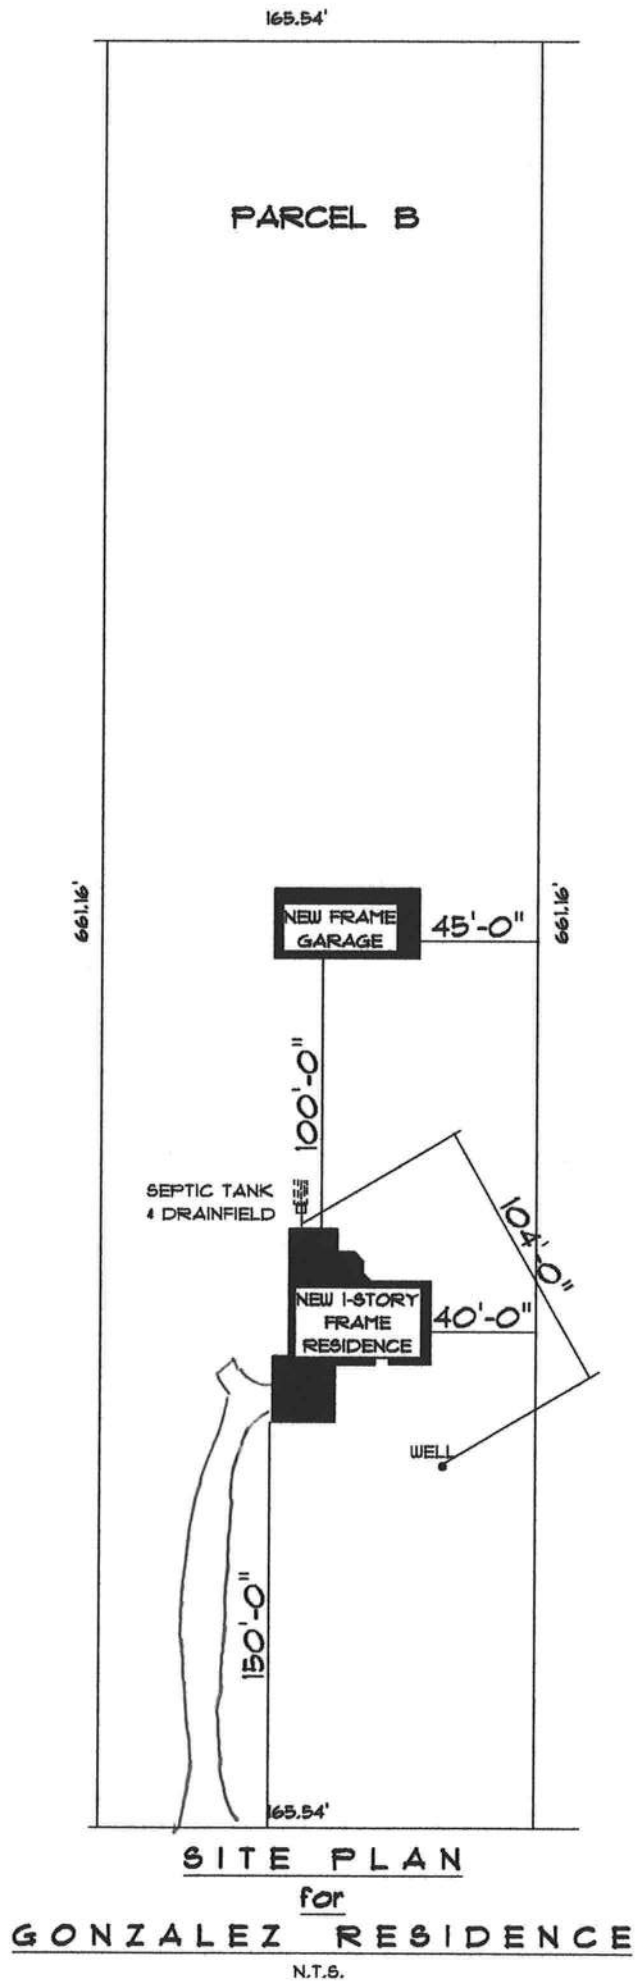 165.54'
PARCEL B
661.16'
661.16'
NEW FRAME
GARAGE
45'-0"
100'-0"
SEPTIC TANK
& DRAINFIELD
104'-0"
NEW 1-STORY
FRAME
RESIDENCE
40'-0"
WELL
150'-0"
165.54'
SITE PLAN
for
GONZALEZ RESIDENCE
N.T.S.